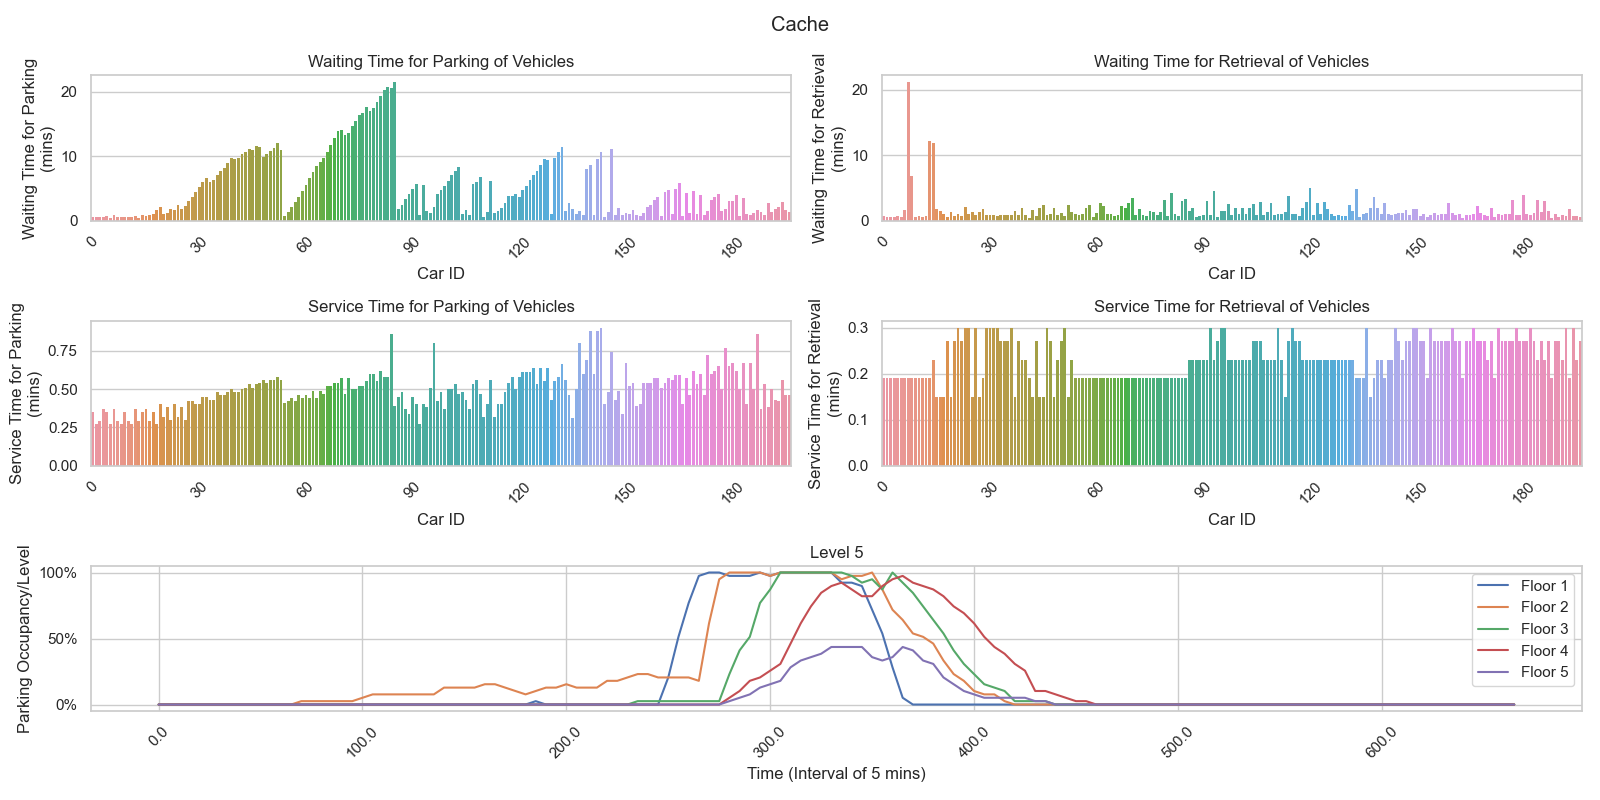 Cache
Waiting Time for Parking of Vehicles
Waiting Time for Parking
(mins)
20
10
0
0
30
60
90
120
150
180
Car ID
Waiting Time for Retrieval of Vehicles
Waiting Time for Retrieval
(mins)
20
10
0
0
30
60
90
120
150
180
Car ID
Service Time for Parking of Vehicles
Service Time for Parking
(mins)
0.75
0.50
0.25
0.00
0
30
60
90
120
150
180
Car ID
Service Time for Retrieval of Vehicles
Service Time for Retrieval
(mins)
0.3
0.2
0.1
0.0
0
30
60
90
120
150
180
Car ID
Level 5
Parking Occupancy/Level
100%
50%
0%
0.0
100.0
200.0
300.0
400.0
500.0
600.0
Time (Interval of 5 mins)
Floor 1
Floor 2
Floor 3
Floor 4
Floor 5